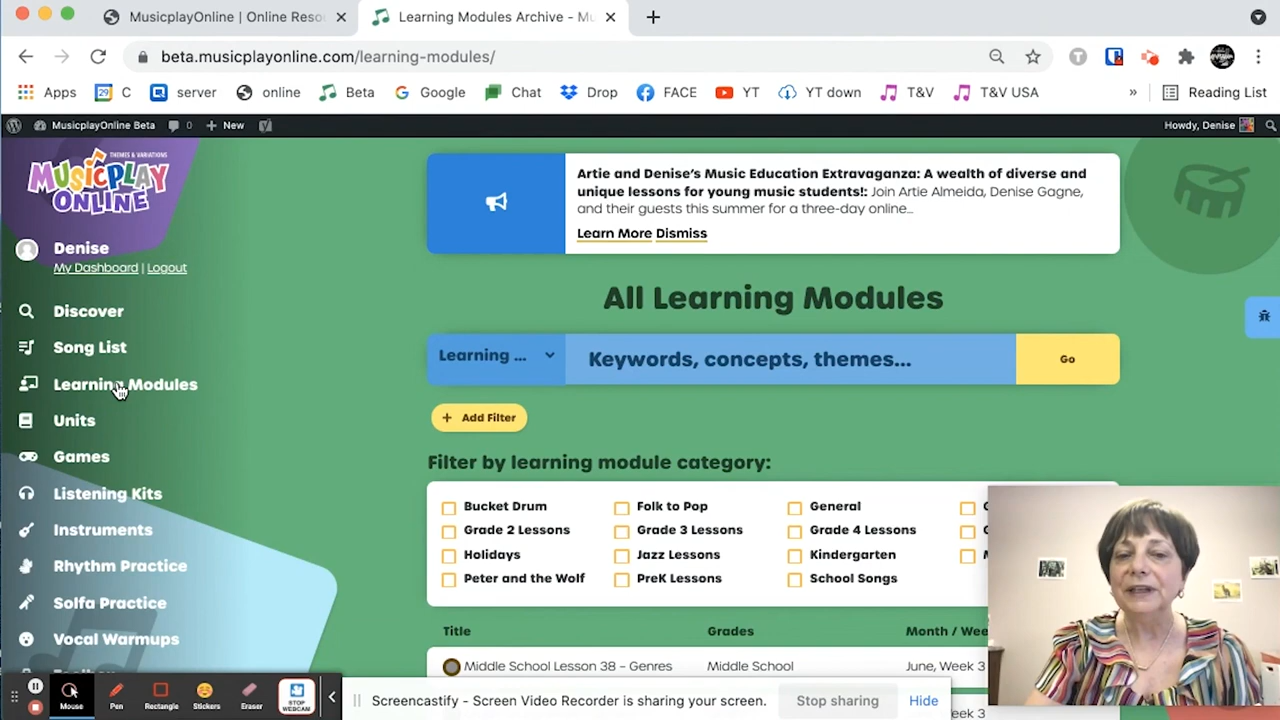 MusicplayOnline | Online Reso
Learning Modules Archive - Mu
beta.musicplayonline.com/learning-modules/
Apps
29 C
server
online
Beta
Google
Chat
Drop
FACE
YT
YT down
T&V
T&V USA
»
Reading List
MusicplayOnline Beta
0
+ New
Howdy, Denise
THEMES & VARIATIONS
MUSICPLAY
ONLINE
Denise
My Dashboard | Logout
Discover
Song List
Learning Modules
Units
Games
Listening Kits
Instruments
Rhythm Practice
Solfa Practice
Vocal Warmups
Artie and Denise's Music Education Extravaganza: A wealth of diverse and
unique lessons for young music students!: Join Artie Almeida, Denise Gagne,
and their guests this summer for a three-day online…
Learn More Dismiss
All Learning Modules
Learning ...
Keywords, concepts, themes...
Go
+ Add Filter
Filter by learning module category:
Bucket Drum
Folk to Pop
General
Grade 2 Lessons
Grade 3 Lessons
Grade 4 Lessons
Holidays
Jazz Lessons
Kindergarten
Peter and the Wolf
PreK Lessons
School Songs
Title
Grades
Month / Wee
Middle School Lesson 38 – Genres
Middle School
June, Week 3
eek 3
Mouse
Pen
Rectangle
Stickers
Eraser
STOP
WEBCAM
Screencastify - Screen Video Recorder is sharing your screen.
Stop sharing
Hide